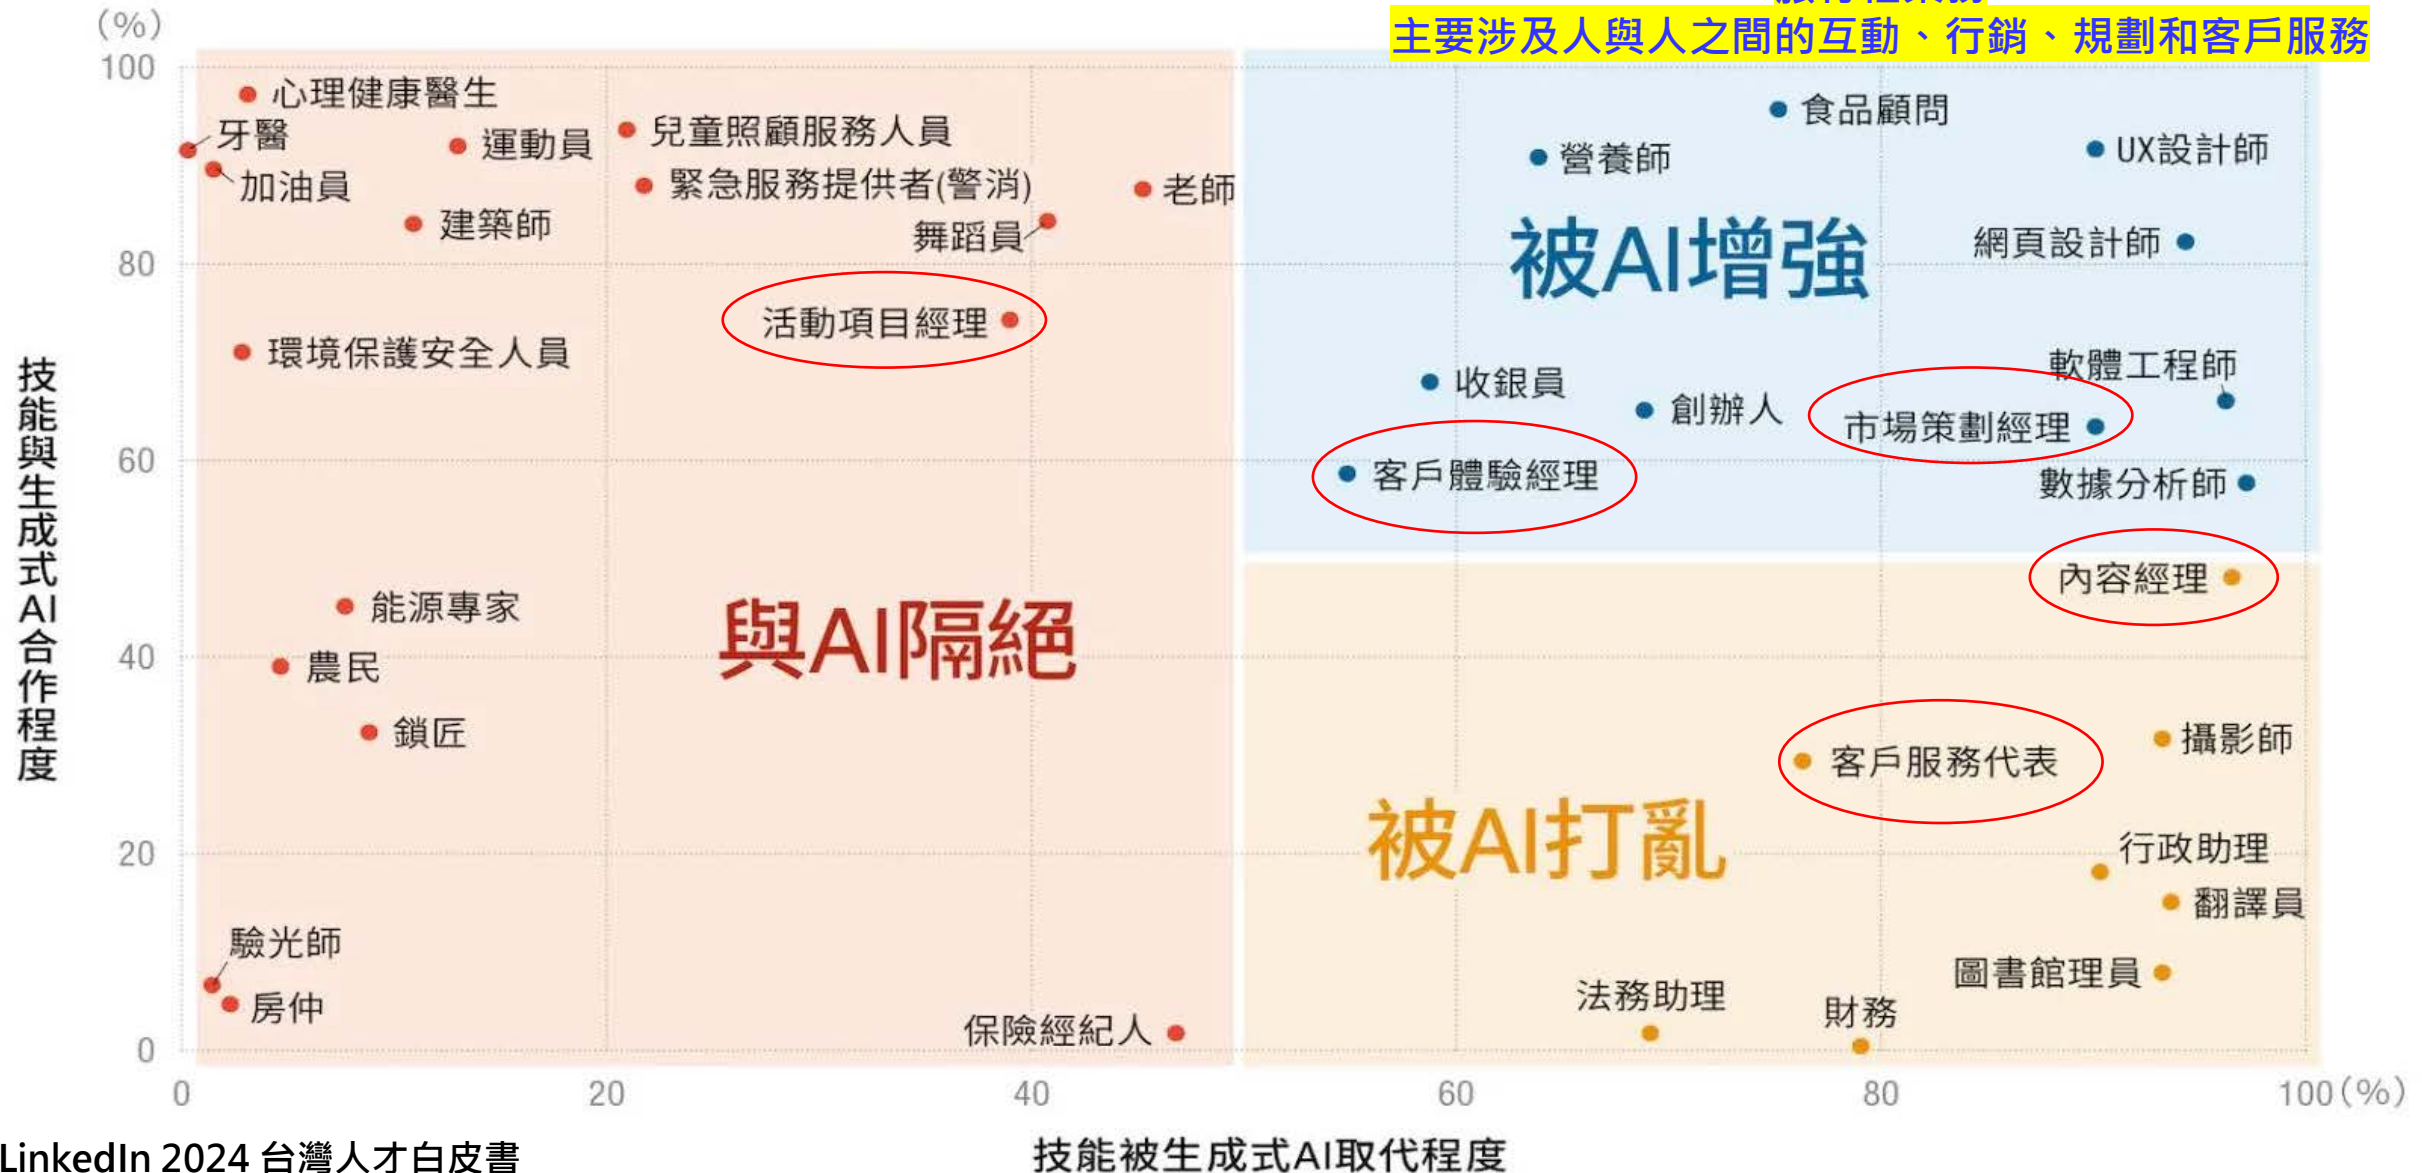 主要涉及人與人之間的互動、行銷、規劃和客戶服務
(%)
100
80
60
40
20
0
技能與生成式AI合作程度
心理健康醫生
牙醫
加油員
運動員
建築師
兒童照顧服務人員
緊急服務提供者(警消)
老師
舞蹈員
活動項目經理
環境保護安全人員
能源專家
農民
鎖匠
與AI隔絕
驗光師
房仲
保險經紀人
食品顧問
營養師
UX設計師
被AI增強
網頁設計師
軟體工程師
收銀員
創辦人
市場策劃經理
客戶體驗經理
數據分析師
內容經理
攝影師
客戶服務代表
被AI打亂
行政助理
翻譯員
圖書館理員
法務助理
財務
0
20
40
60
80
100(%)
技能被生成式AI取代程度
LinkedIn 2024 台灣人才白皮書